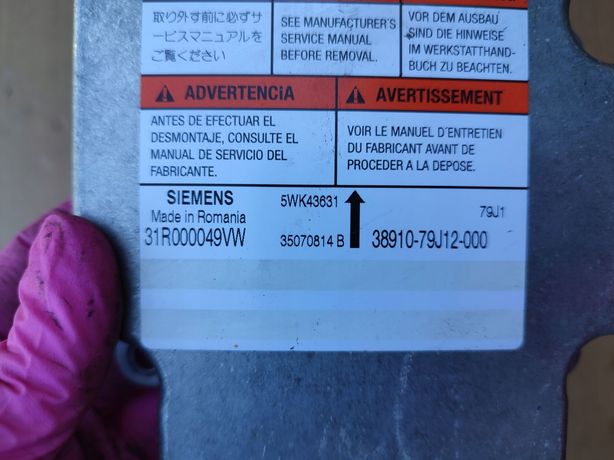 取り外す前に必ずサ
ービスマニュアルを
ご覧ください
SEE MANUFACTURER'S
SERVICE MANUAL
BEFORE REMOVAL.
VOR DEM AUSBAU
SIND DIE HINWEISE
IM WERKSTATTHAND-
BUCH ZU BEACHTEN.
ADVERTENCiA
ANTES DE EFECTUAR EL
DESMONTAJE, CONSULTE EL
MANUAL DE SERVICIO DEL
FABRICANTE.
AVERTISSEMENT
VOIR LE MANUEL D'ENTRETIEN
DU FABRICANT AVANT DE
PROCEDER A LA DEPOSE.
SIEMENS 5WK43631 79J1
Made in Romania
31R000049VW 35070814 B 38910-79J12-000